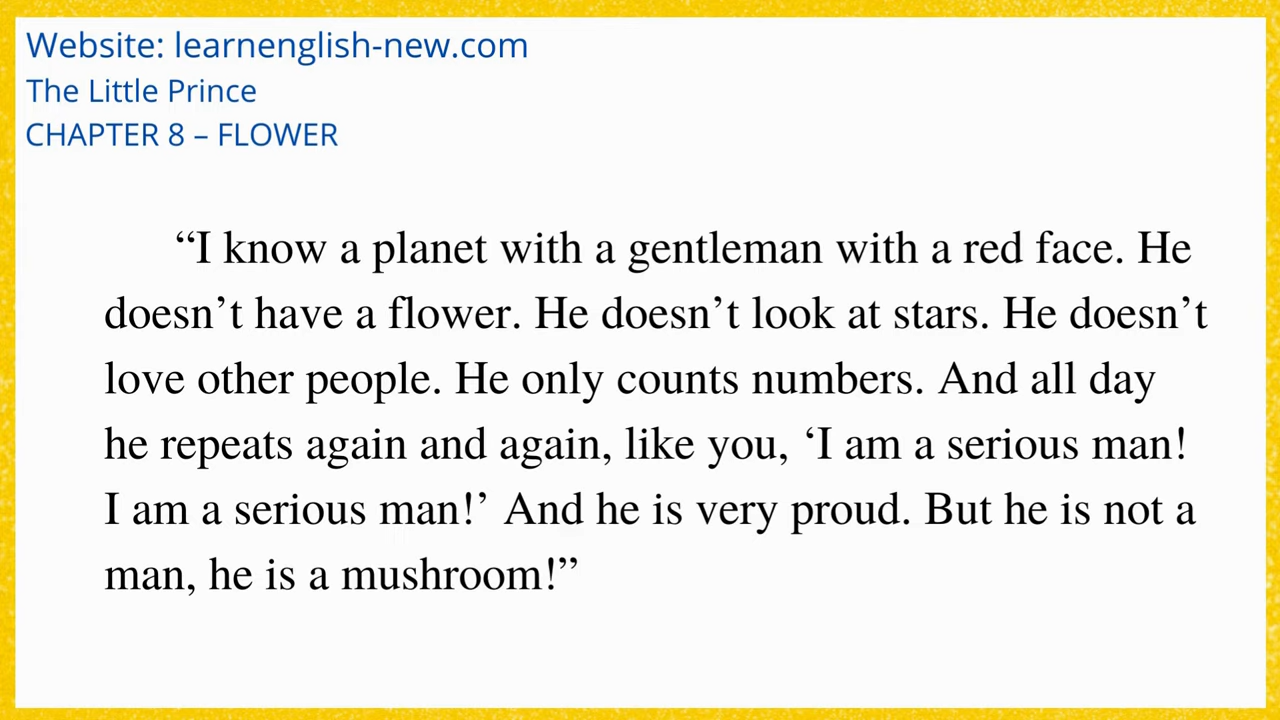 Website: learnenglish-new.com
The Little Prince
CHAPTER 8 – FLOWER
“I know a planet with a gentleman with a red face. He
doesn’t have a flower. He doesn’t look at stars. He doesn’t
love other people. He only counts numbers. And all day
he repeats again and again, like you, ‘I am a serious man!
I am a serious man!’ And he is very proud. But he is not a
man, he is a mushroom!”